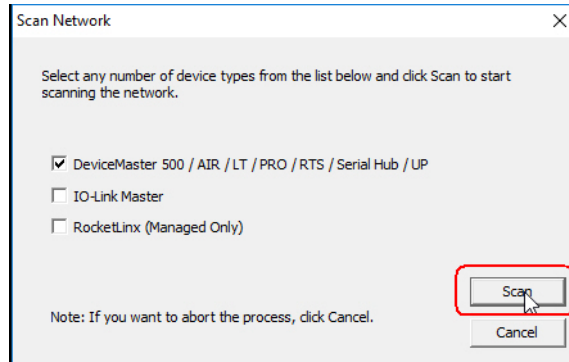 Scan Network
Select any number of device types from the list below and click Scan to start
scanning the network.
DeviceMaster 500 / AIR / LT / PRO / RTS / Serial Hub / UP
IO-Link Master
RocketLinx (Managed Only)
Scan
Note: If you want to abort the process, click Cancel.
Cancel